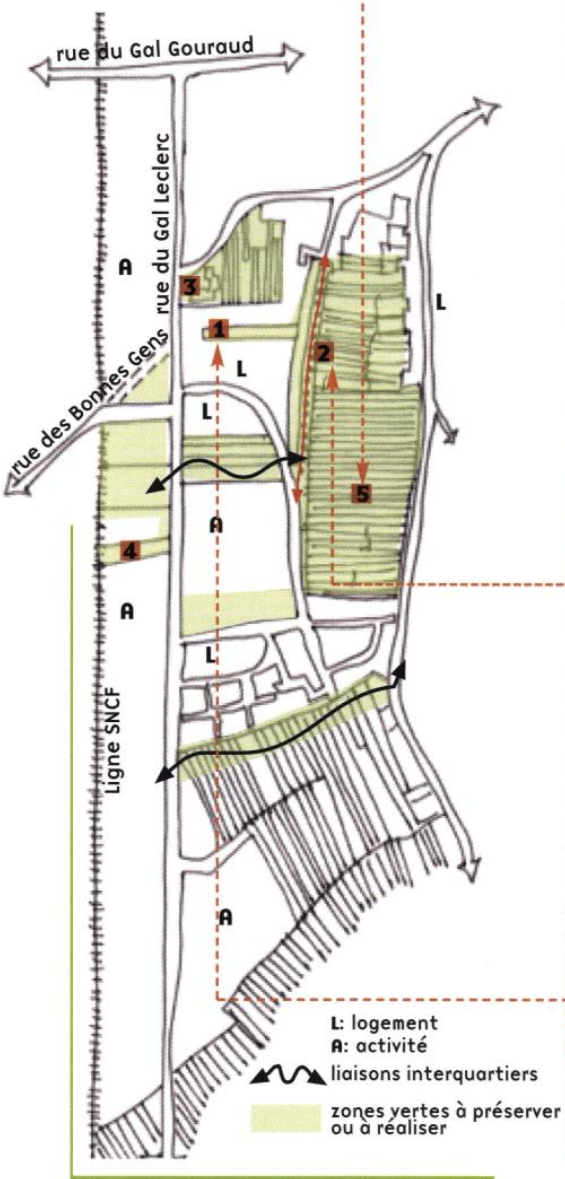 rue du Gal Gouraud
rue du Gal Leclerc
A
3
L
1
L
2
rue des Bonnes Gens
L
5
A
4
A
L
Ligne SNCF
A
L: logement
A: activité
liaisons interquartiers
zones vertes à préserver
ou à réaliser